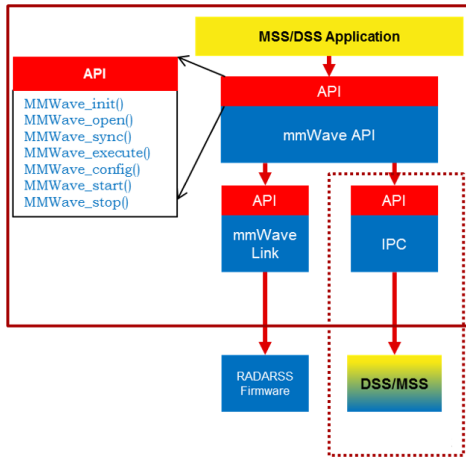 MSS/DSS Application
API
MMWave_init()
MMWave_open()
MMWave_sync()
MMWave_execute()
MMWave_config()
MMWave_start()
MMWave_stop()
API
mmWave API
API
mmWave
Link
API
IPC
RADARSS
Firmware
DSS/MSS